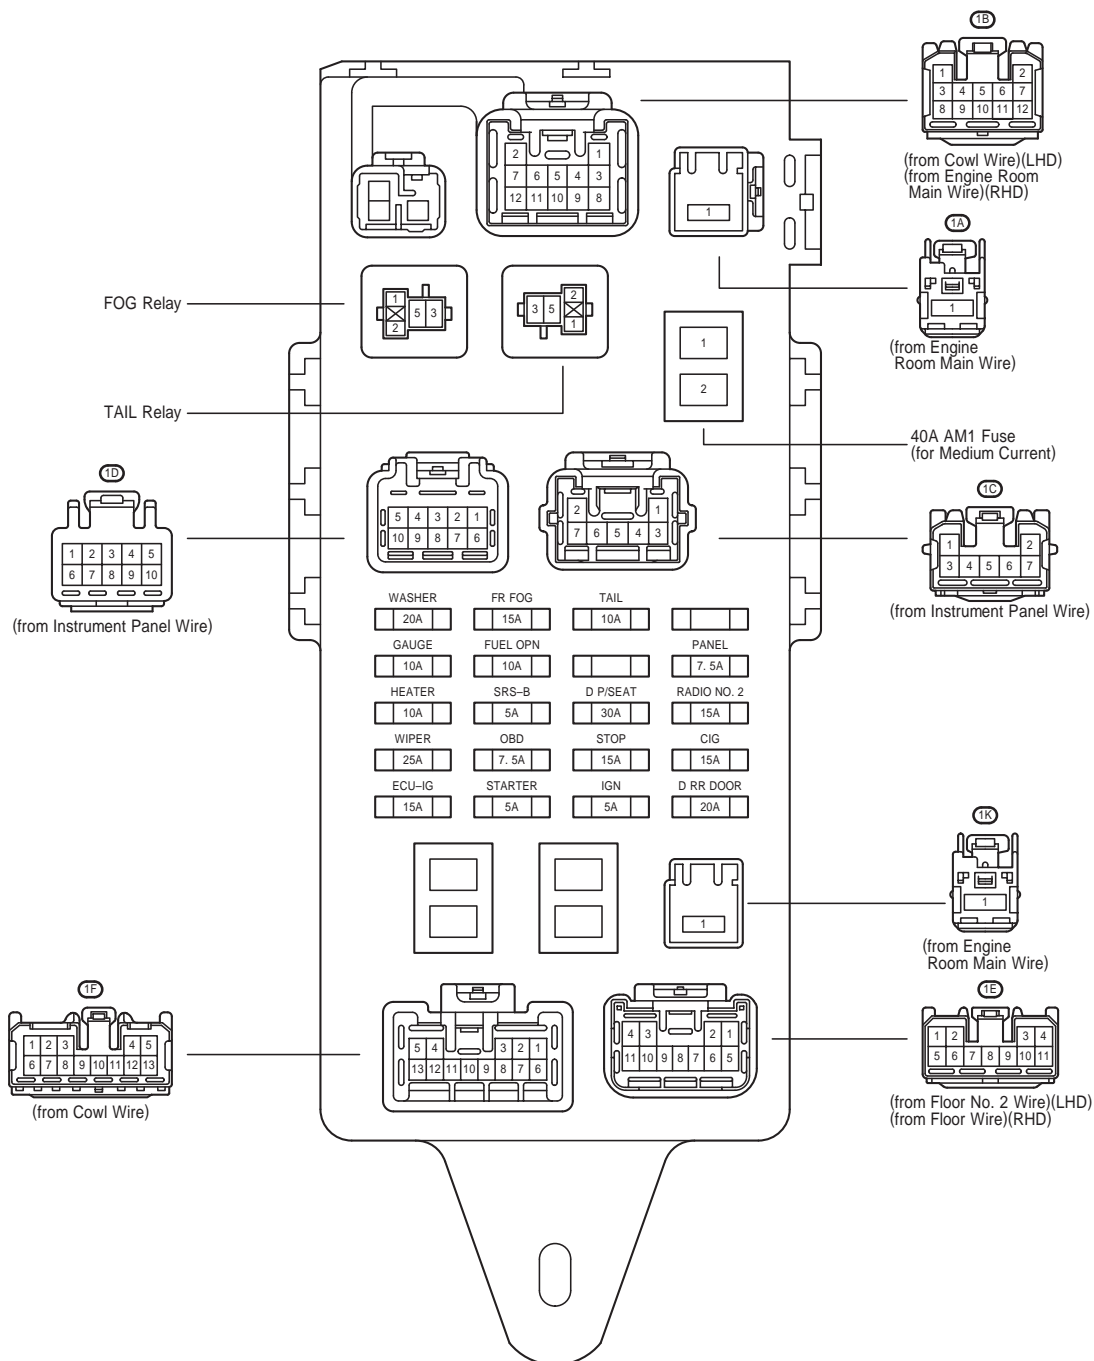 1B
1 2
3 4 5 6 7
8 9 10 11 12
(from Cowl Wire)(LHD)
(from Engine Room
Main Wire)(RHD)
2 1
7 6 5 4 3
12 11 10 9 8
1
1A
1
(from Engine
Room Main Wire)
FOG Relay
1
5 3
2
2
3 5
1
1
2
TAIL Relay
40A AM1 Fuse
(for Medium Current)
1D
1 2 3 4 5
6 7 8 9 10
(from Instrument Panel Wire)
5 4 3 2 1
10 9 8 7 6
2 1
7 6 5 4 3
1C
1 2
3 4 5 6 7
(from Instrument Panel Wire)
WASHER FR FOG TAIL
20A 15A 10A
GAUGE FUEL OPN PANEL
10A 10A 7. 5A
HEATER SRS–B D P/SEAT RADIO NO. 2
10A 5A 30A 15A
WIPER OBD STOP CIG
25A 7. 5A 15A 15A
ECU–IG STARTER IGN D RR DOOR
15A 5A 5A 20A
1
1K
1
(from Engine
Room Main Wire)
1F
1 2 3 4 5
6 7 8 9 10 11 12 13
(from Cowl Wire)
5 4 3 2 1
13 12 11 10 9 8 7 6
4 3 2 1
11 10 9 8 7 6 5
1E
1 2 3 4
5 6 7 8 9 10 11
(from Floor No. 2 Wire)(LHD)
(from Floor Wire)(RHD)